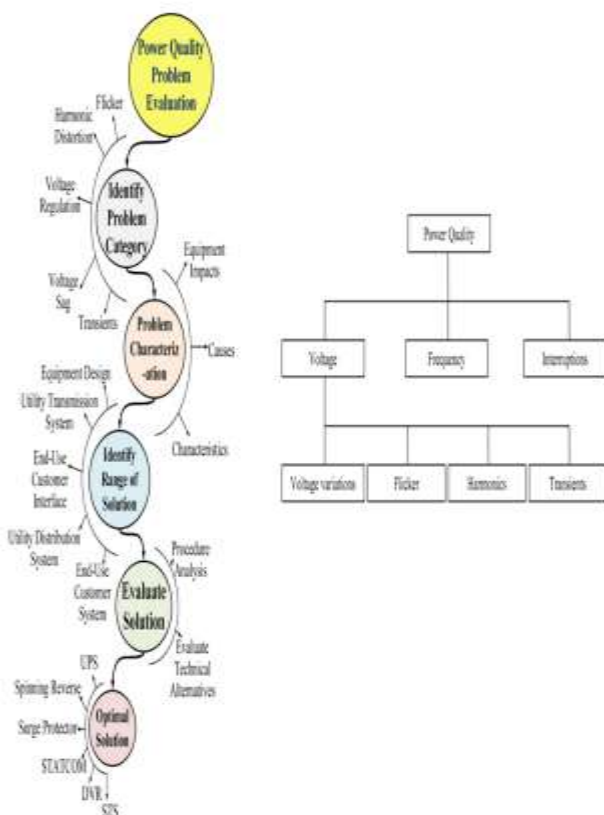 Power Quality
Problem
Evaluation
Flicker
Harmonic
Distortion
Voltage
Regulation
Identify
Problem
Category
Voltage
Sag
Transients
Equipment
Impacts
Problem
Characteriz
-ation
Causes
Characteristics
Equipment Design
Utility Transmission
System
End-Use
Customer
Interface
Identify
Range of
Solution
Utility Distribution
System
End-Use
Customer
System
Procedure
Analysis
Evaluate
Solution
Evaluate
Technical
Alternatives
UPS
Spinning Reverse
Surge Protector
Optimal
Solution
STATCOM
DVR
STS
Power Quality
Voltage
Frequency
Interruptions
Voltage variations
Flicker
Harmonics
Transients